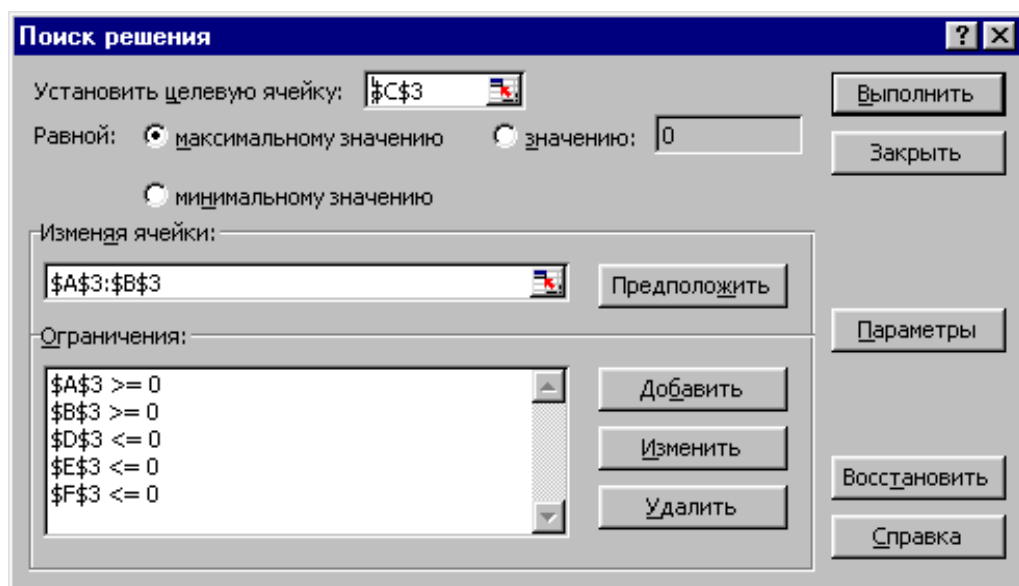 Поиск решения
Установить целевую ячейку: $C$3
Выполнить
Равной: максимальному значению значению: 0
Закрыть
минимальному значению
Изменяя ячейки:
$A$3:$B$3
Предположить
Параметры
Ограничения:
$A$3 >= 0
$B$3 >= 0
$D$3 <= 0
$E$3 <= 0
$F$3 <= 0
Добавить
Изменить
Удалить
Восстановить
Справка